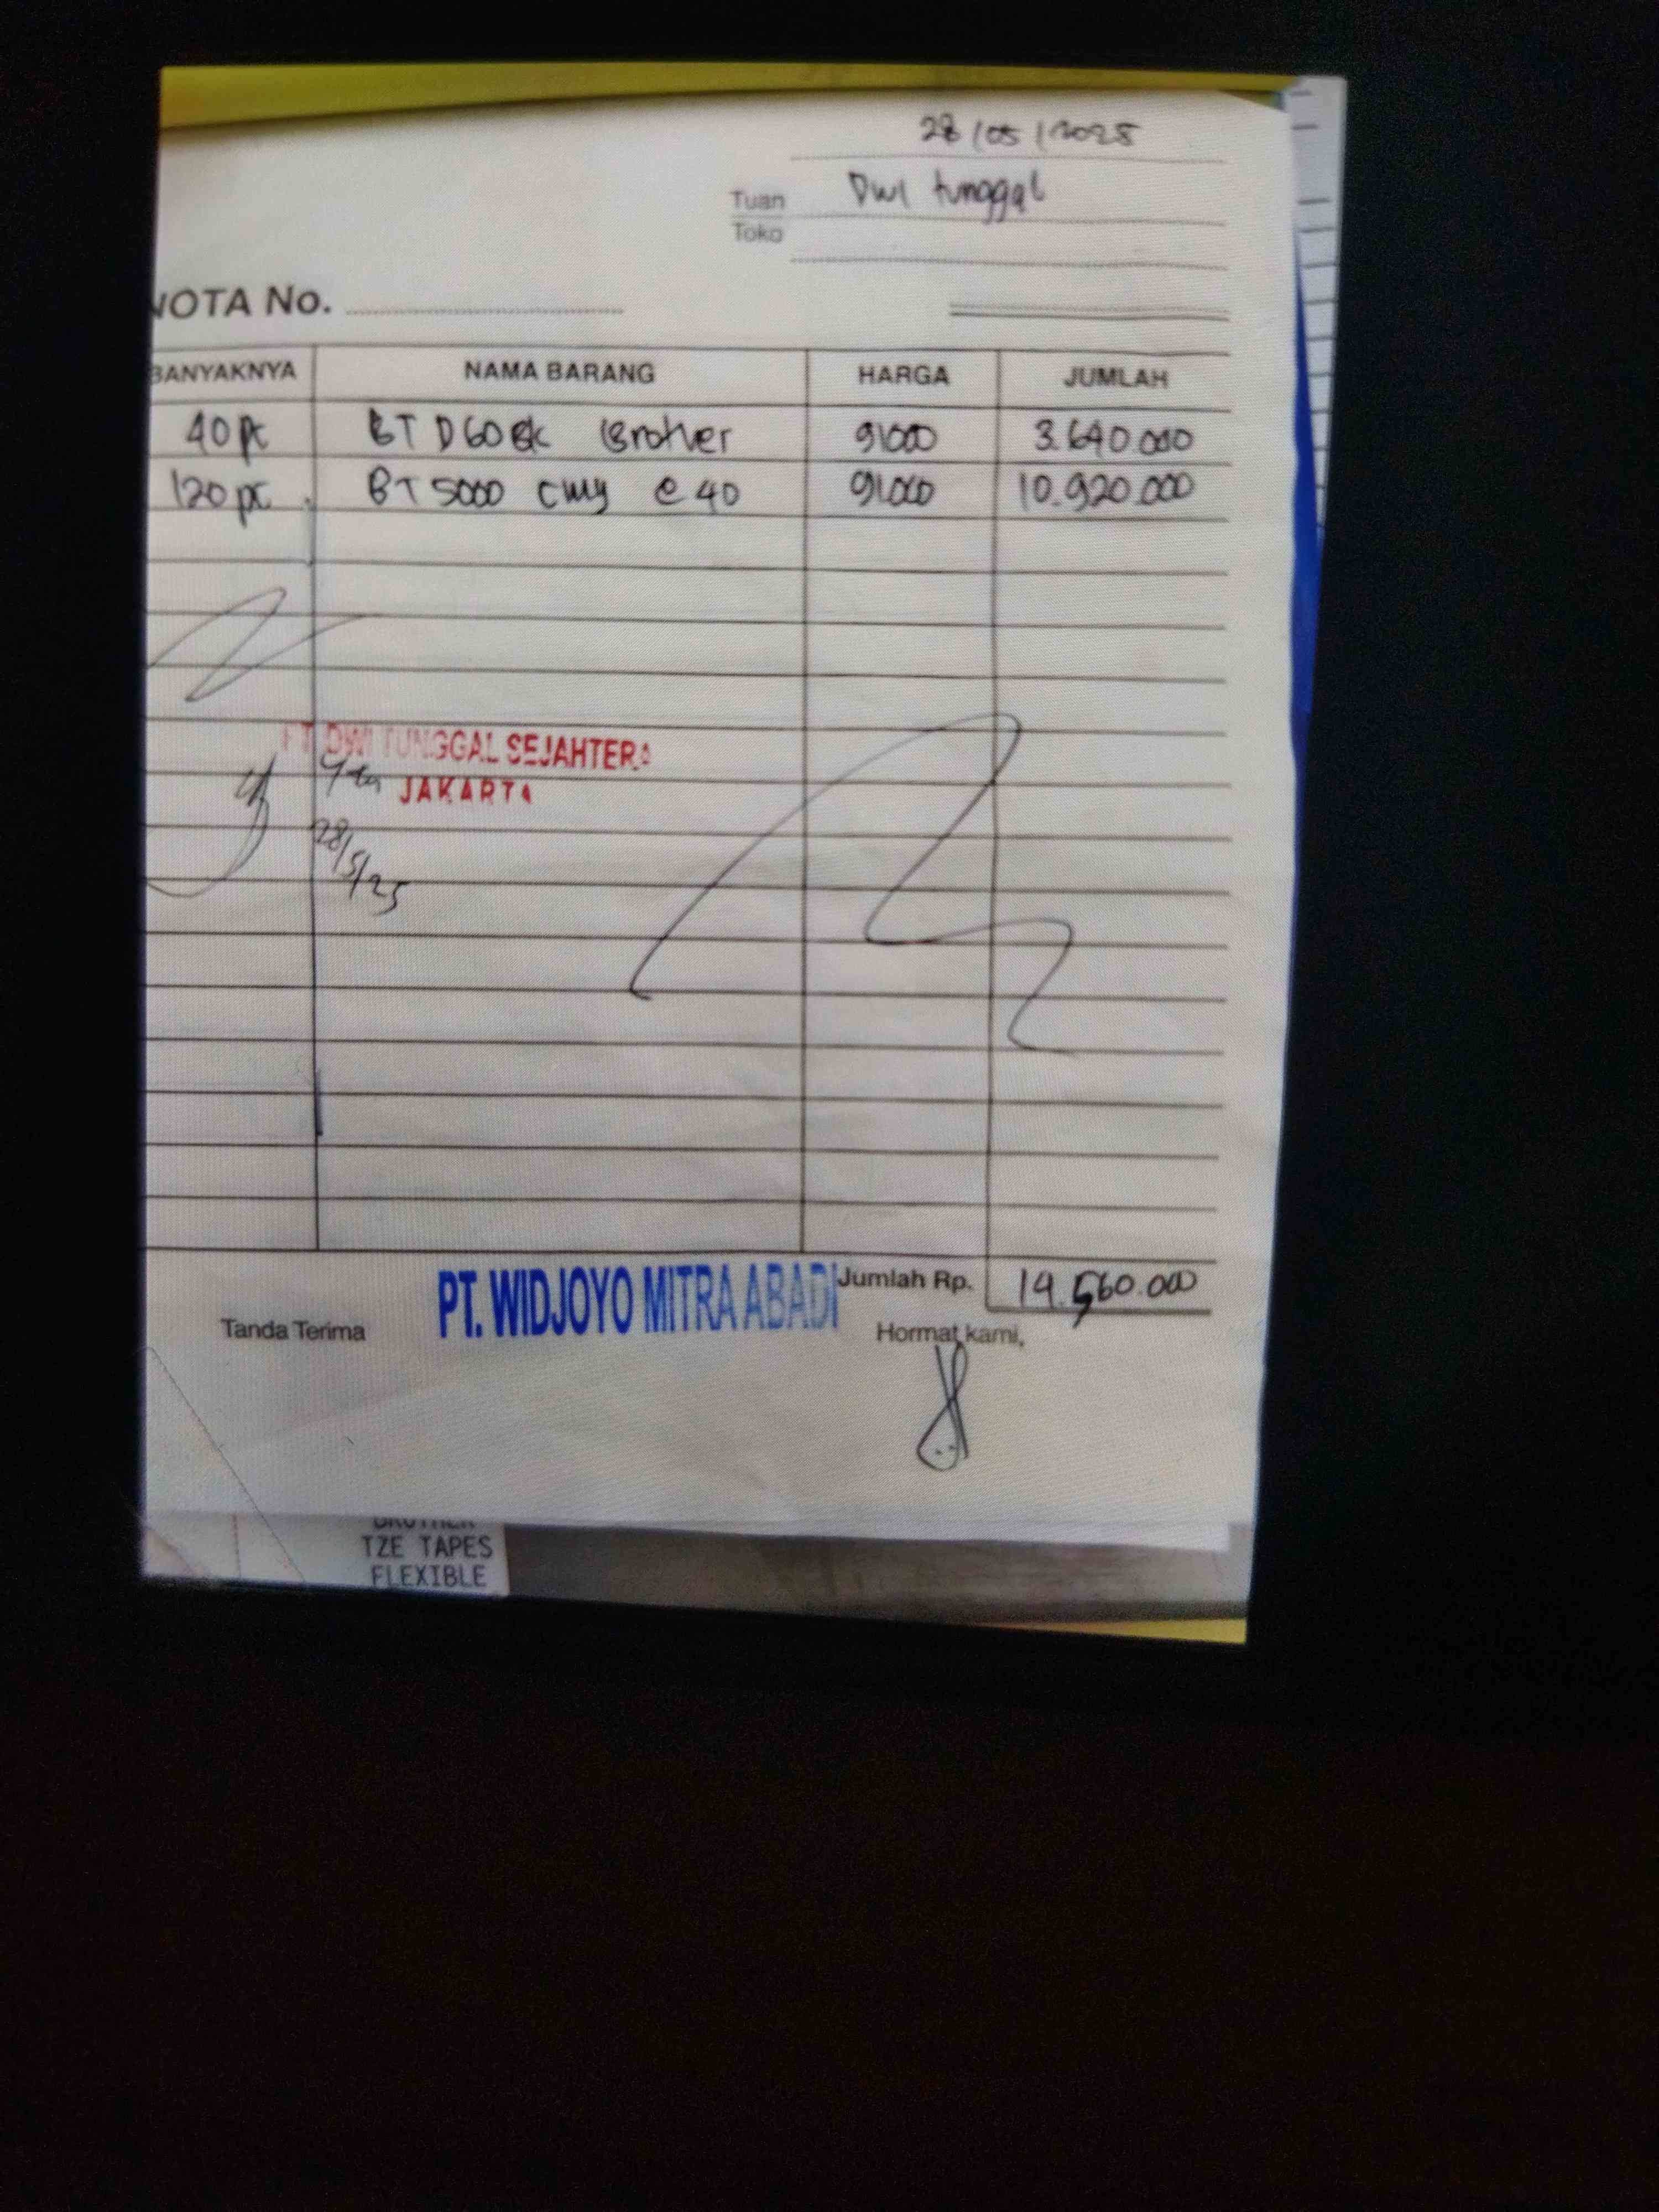 28/05/2025
Tuan Dwi tunggal
Toko
NOTA No.
BANYAKNYA NAMA BARANG HARGA JUMLAH
40 pc BT D60 BK Brother 91000 3.640.000
120 pc BT 5000 cmy @ 40 91.000 10.920.000
PT DWI TUNGGAL SEJAHTERA
JAKARTA
28/5/25
Jumlah Rp. 14.560.000
PT. WIDJOYO MITRA ABADI
Tanda Terima Hormat kami,
BROTHER
TZE TAPES
FLEXIBLE